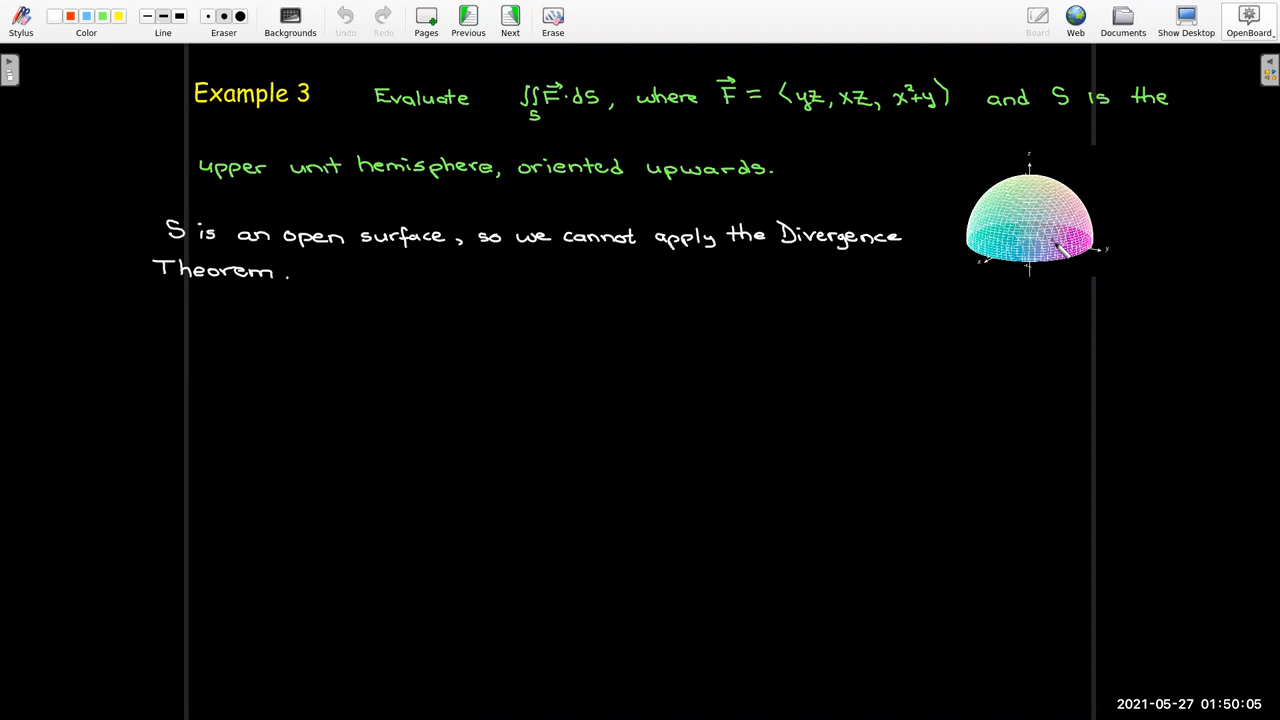 Stylus Color Line Eraser Backgrounds Undo Redo Pages Previous Next Erase Board Web Documents Show Desktop OpenBoard
Example 3 Evaluate ∬_S F⃗·dS, where F⃗ = ⟨yz, xz, x²+y⟩ and S is the
upper unit hemisphere, oriented upwards.
z
S is an open surface, so we cannot apply the Divergence
y
x
Theorem.
2021-05-27 01:50:05